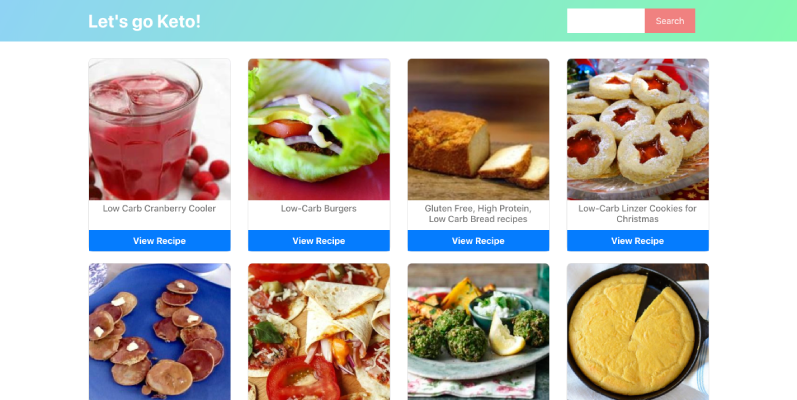 Let's go Keto!
Search
Low Carb Cranberry Cooler
Low-Carb Burgers
Gluten Free, High Protein,
Low Carb Bread recipes
Low-Carb Linzer Cookies for
Christmas
View Recipe
View Recipe
View Recipe
View Recipe